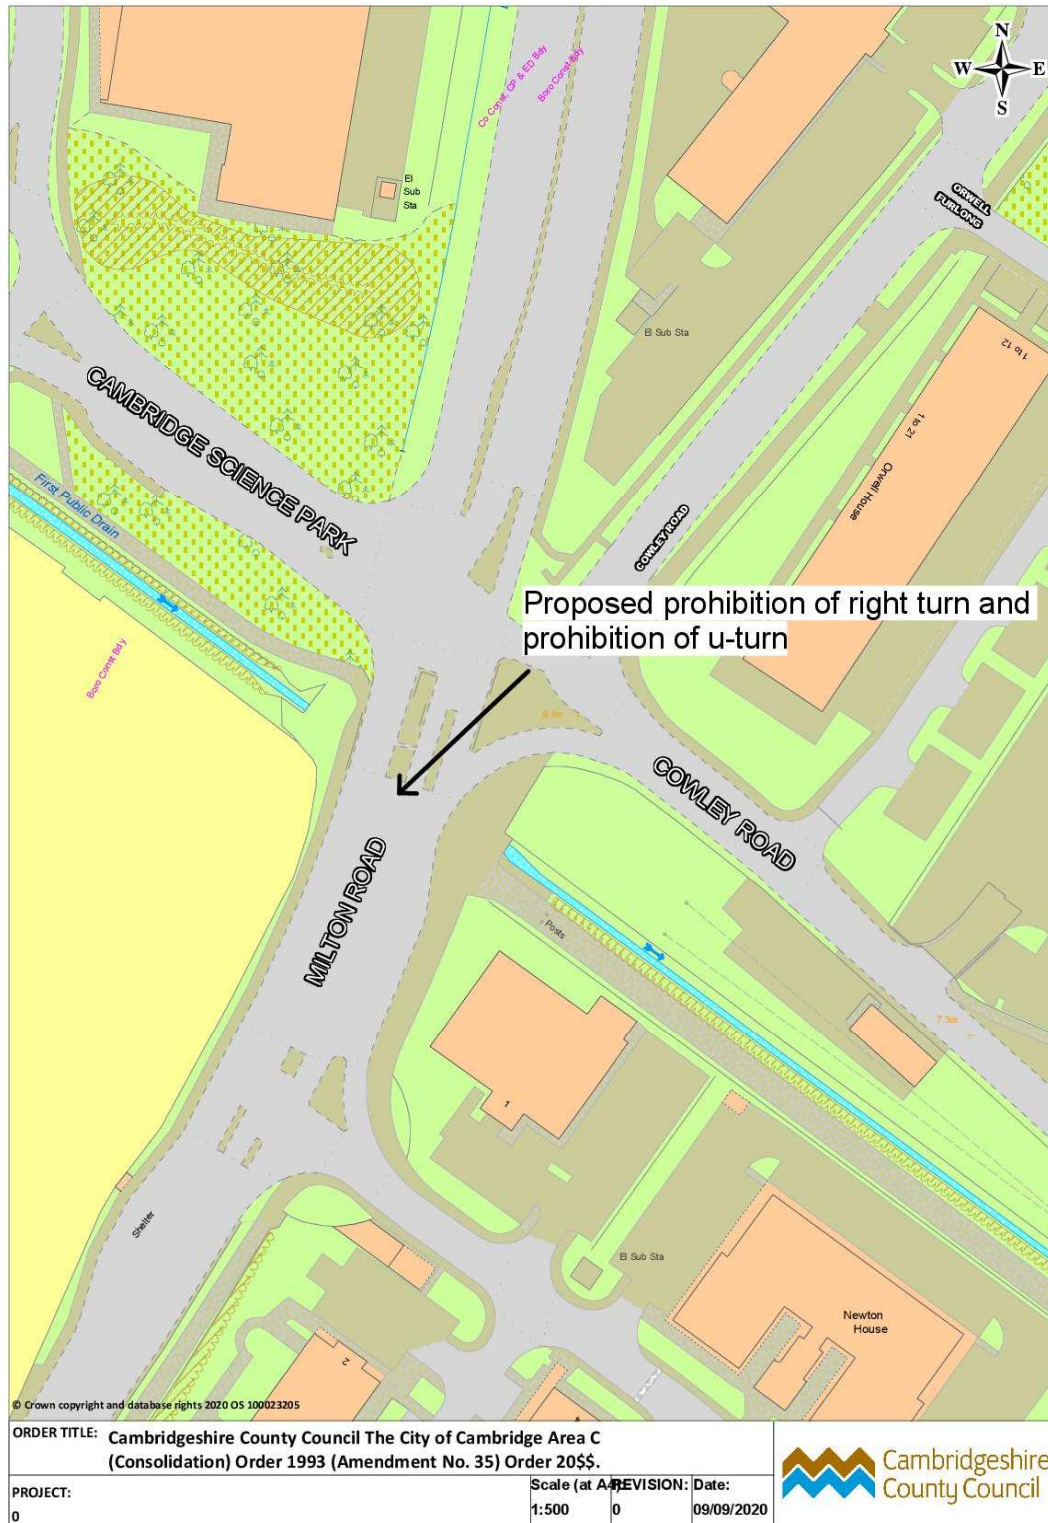 N
W E
S
Co Const, CP & ED Bdy
Boro Const Bdy
El
Sub
Sta
ORWELL
FURLONG
El Sub Sta
1 to 12
CAMBRIDGE SCIENCE PARK
1 to 21
Orwell House
First Public Drain
COWLEY ROAD
Proposed prohibition of right turn and
prohibition of u-turn
Boro Const Bdy
8.1m
COWLEY ROAD
MILTON ROAD
Posts
7.3m
1
Shelter
El Sub Sta
Newton
House
2
© Crown copyright and database rights 2020 OS 100023205
ORDER TITLE: Cambridgeshire County Council The City of Cambridge Area C
(Consolidation) Order 1993 (Amendment No. 35) Order 20$$.
PROJECT:
0
Scale (at A4)
1:500
REVISION:
0
Date:
09/09/2020
Cambridgeshire
County Council